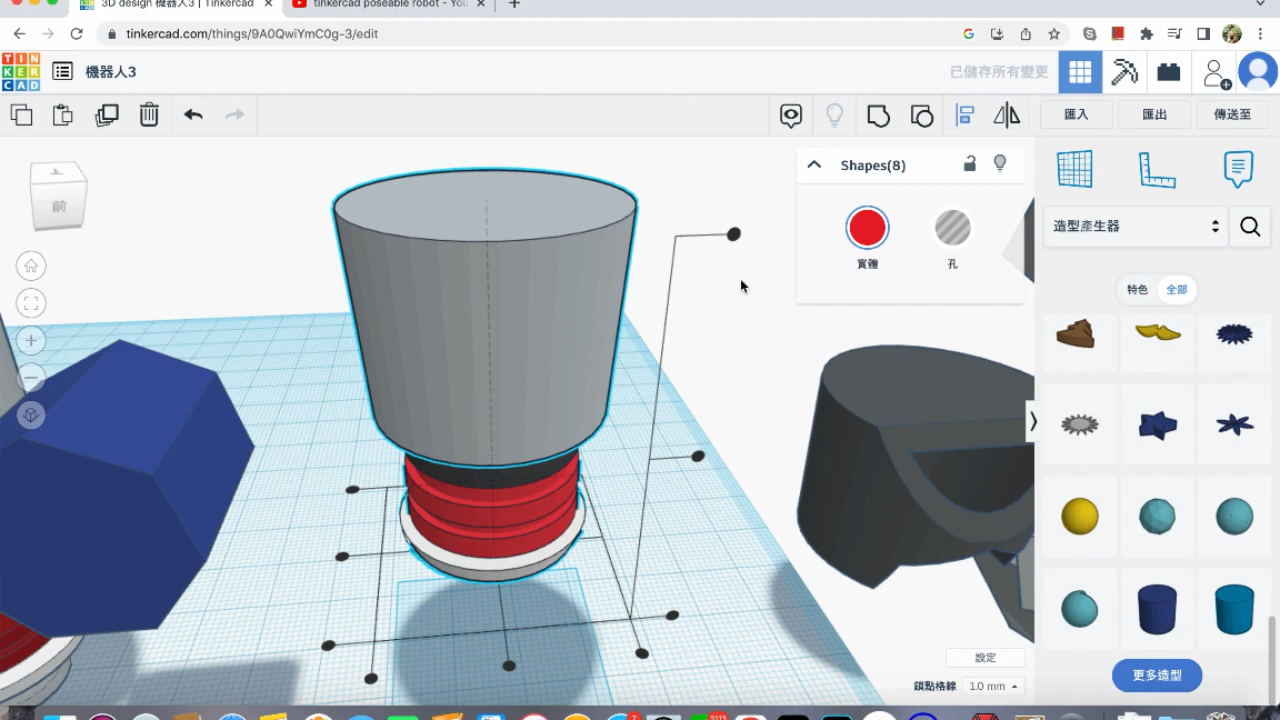 3D design 機器人3 | Tinkercad
tinkercad poseable robot - You
tinkercad.com/things/9A0QwiYmC0g-3/edit
TIN
KER
CAD
機器人3
已儲存所有變更
匯入
匯出
傳送至
上
前
Shapes(8)
實體
孔
造型產生器
特色
全部
更多造型
設定
鎖點格線
1.0 mm